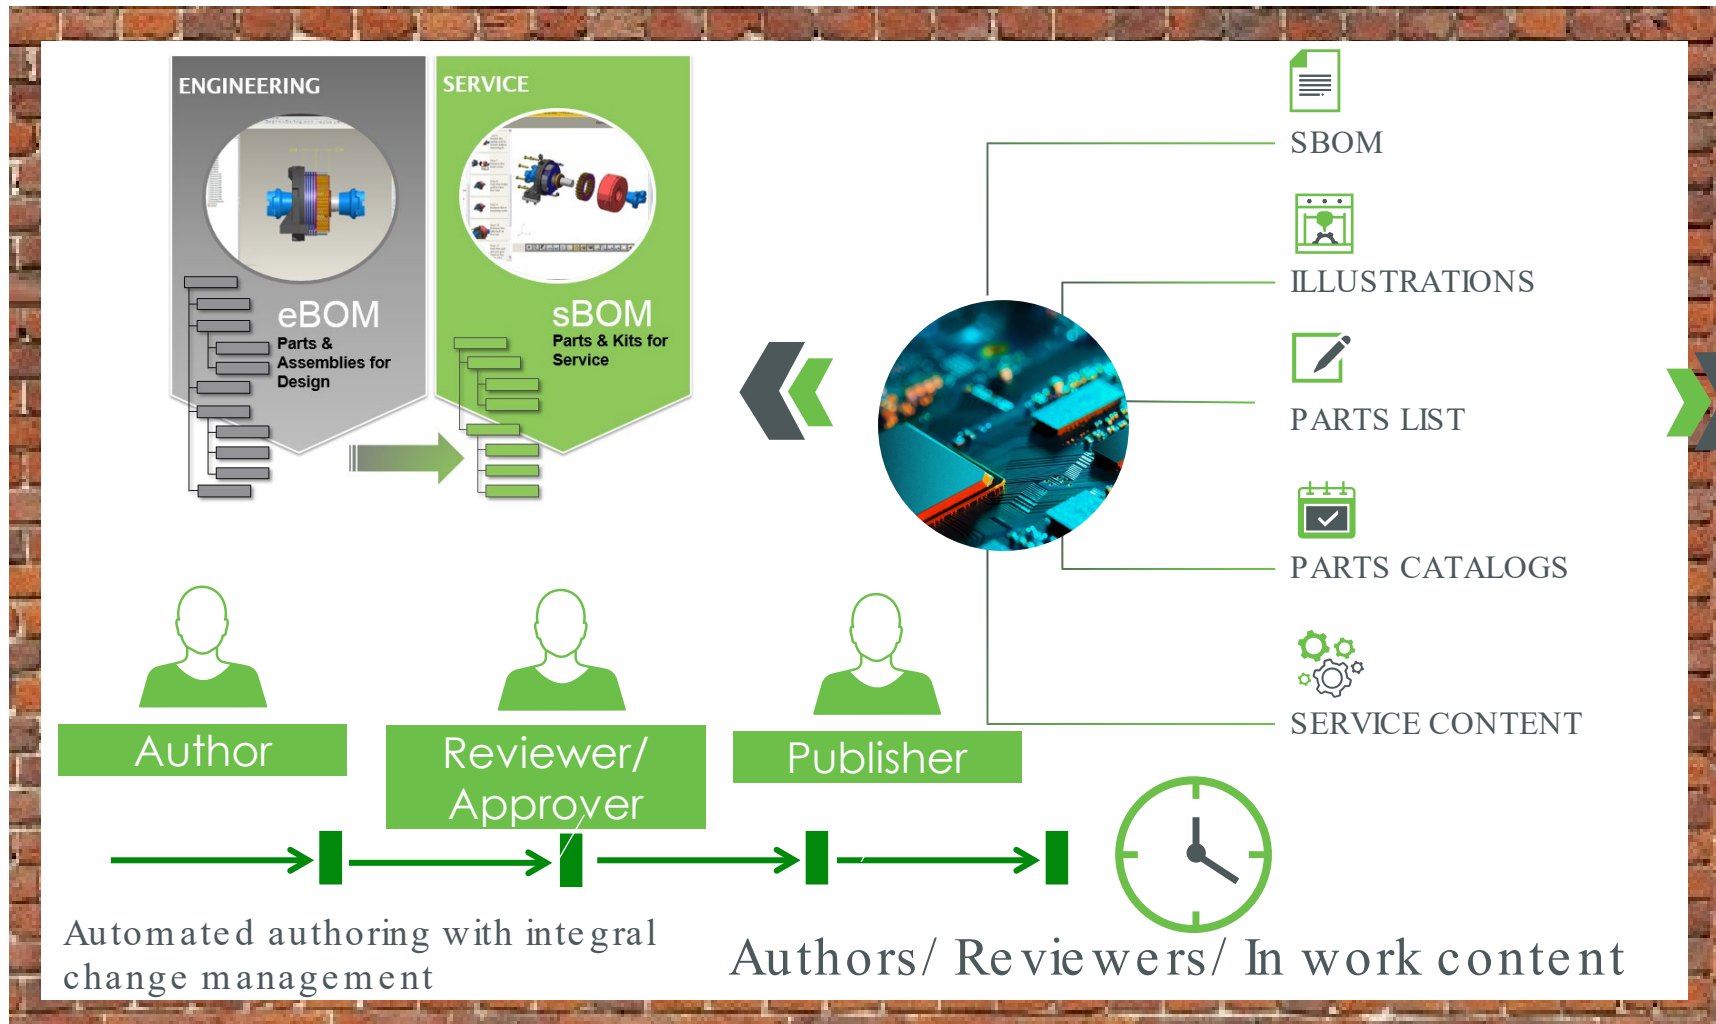 ENGINEERING
eBOM
Parts &
Assemblies for
Design
SERVICE
sBOM
Parts & Kits for
Service
SBOM
ILLUSTRATIONS
PARTS LIST
PARTS CATALOGS
SERVICE CONTENT
Author
Reviewer/
Approver
Publisher
Automated authoring with integral
change management
Authors/ Reviewers/ In work content